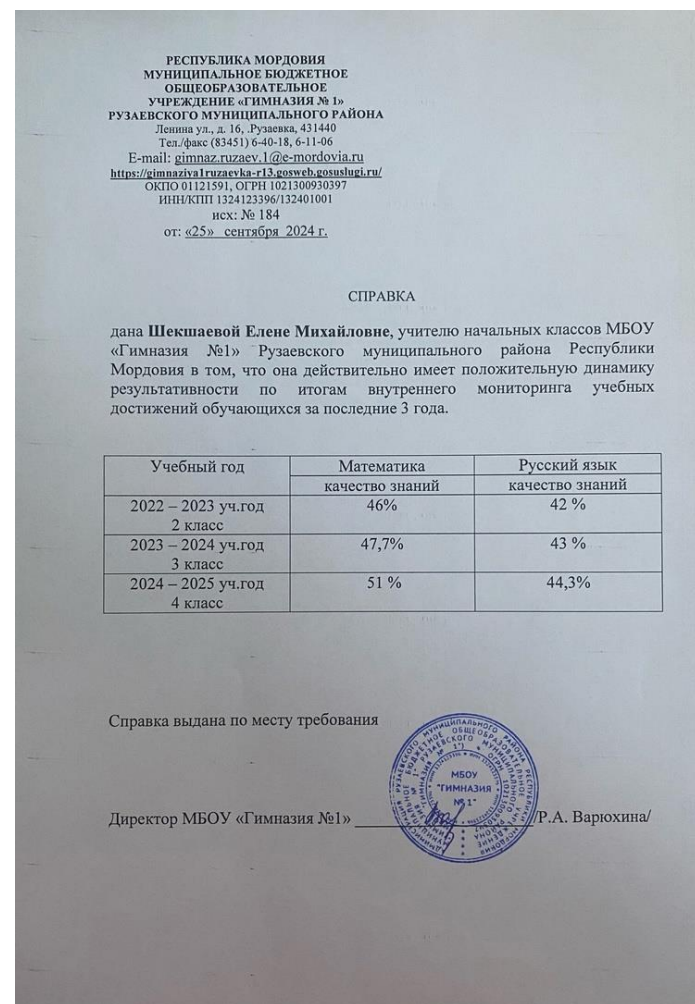 РЕСПУБЛИКА МОРДОВИЯ
МУНИЦИПАЛЬНОЕ БЮДЖЕТНОЕ
ОБЩЕОБРАЗОВАТЕЛЬНОЕ
УЧРЕЖДЕНИЕ «ГИМНАЗИЯ № 1»
РУЗАЕВСКОГО МУНИЦИПАЛЬНОГО РАЙОНА
Ленина ул., д. 16, .Рузаевка, 431440
Тел./факс (83451) 6-40-18, 6-11-06
E-mail: gimnaz.ruzaev.1@e-mordovia.ru
https://gimnaziya1ruzaevka-r13.gosweb.gosuslugi.ru/
ОКПО 01121591, ОГРН 1021300930397
ИНН/КПП 1324123396/132401001
исх: № 184
от: «25» сентября 2024 г.
СПРАВКА
дана Шекшаевой Елене Михайловне, учителю начальных классов МБОУ
«Гимназия №1» Рузаевского муниципального района Республики
Мордовия в том, что она действительно имеет положительную динамику
результативности по итогам внутреннего мониторинга учебных
достижений обучающихся за последние 3 года.
Учебный год Математика Русский язык
качество знаний качество знаний
2022 – 2023 уч.год 46% 42 %
2 класс
2023 – 2024 уч.год 47,7% 43 %
3 класс
2024 – 2025 уч.год 51 % 44,3%
4 класс
Справка выдана по месту требования
МБОУ
"ГИМНАЗИЯ
№ 1"
Директор МБОУ «Гимназия №1» /Р.А. Варюхина/